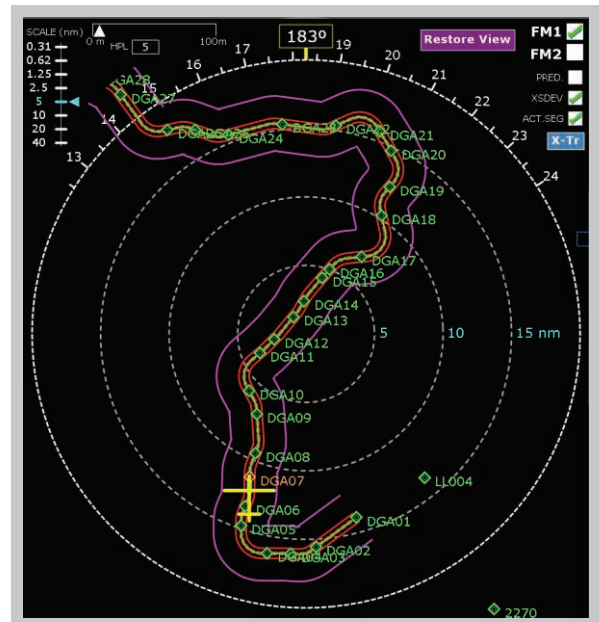 SCALE (nm)
0.31
0.62
1.25
2.5
5
10
20
40
0 m
HPL
5
100m
183º
Restore View
FM1
FM2
PRED.
XSDEV
ACT.SEG
X-Tr
13
14
15
16
17
19
20
21
22
23
24
GA28
DGA27
DGA24
DGA22
DGA21
DGA20
DGA19
DGA18
DGA17
DGA16
DGA15
DGA14
DGA13
DGA12
DGA11
DGA10
DGA09
DGA08
DGA07
DGA06
DGA05
DGA03
DGA02
DGA01
5
10
15 nm
LL004
2270